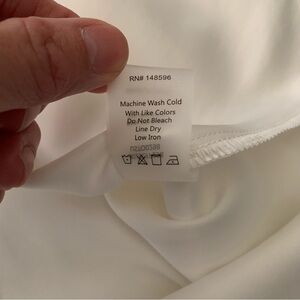 RN# 148596
Machine Wash Cold
With Like Colors
Do Not Bleach
Line Dry
Low Iron